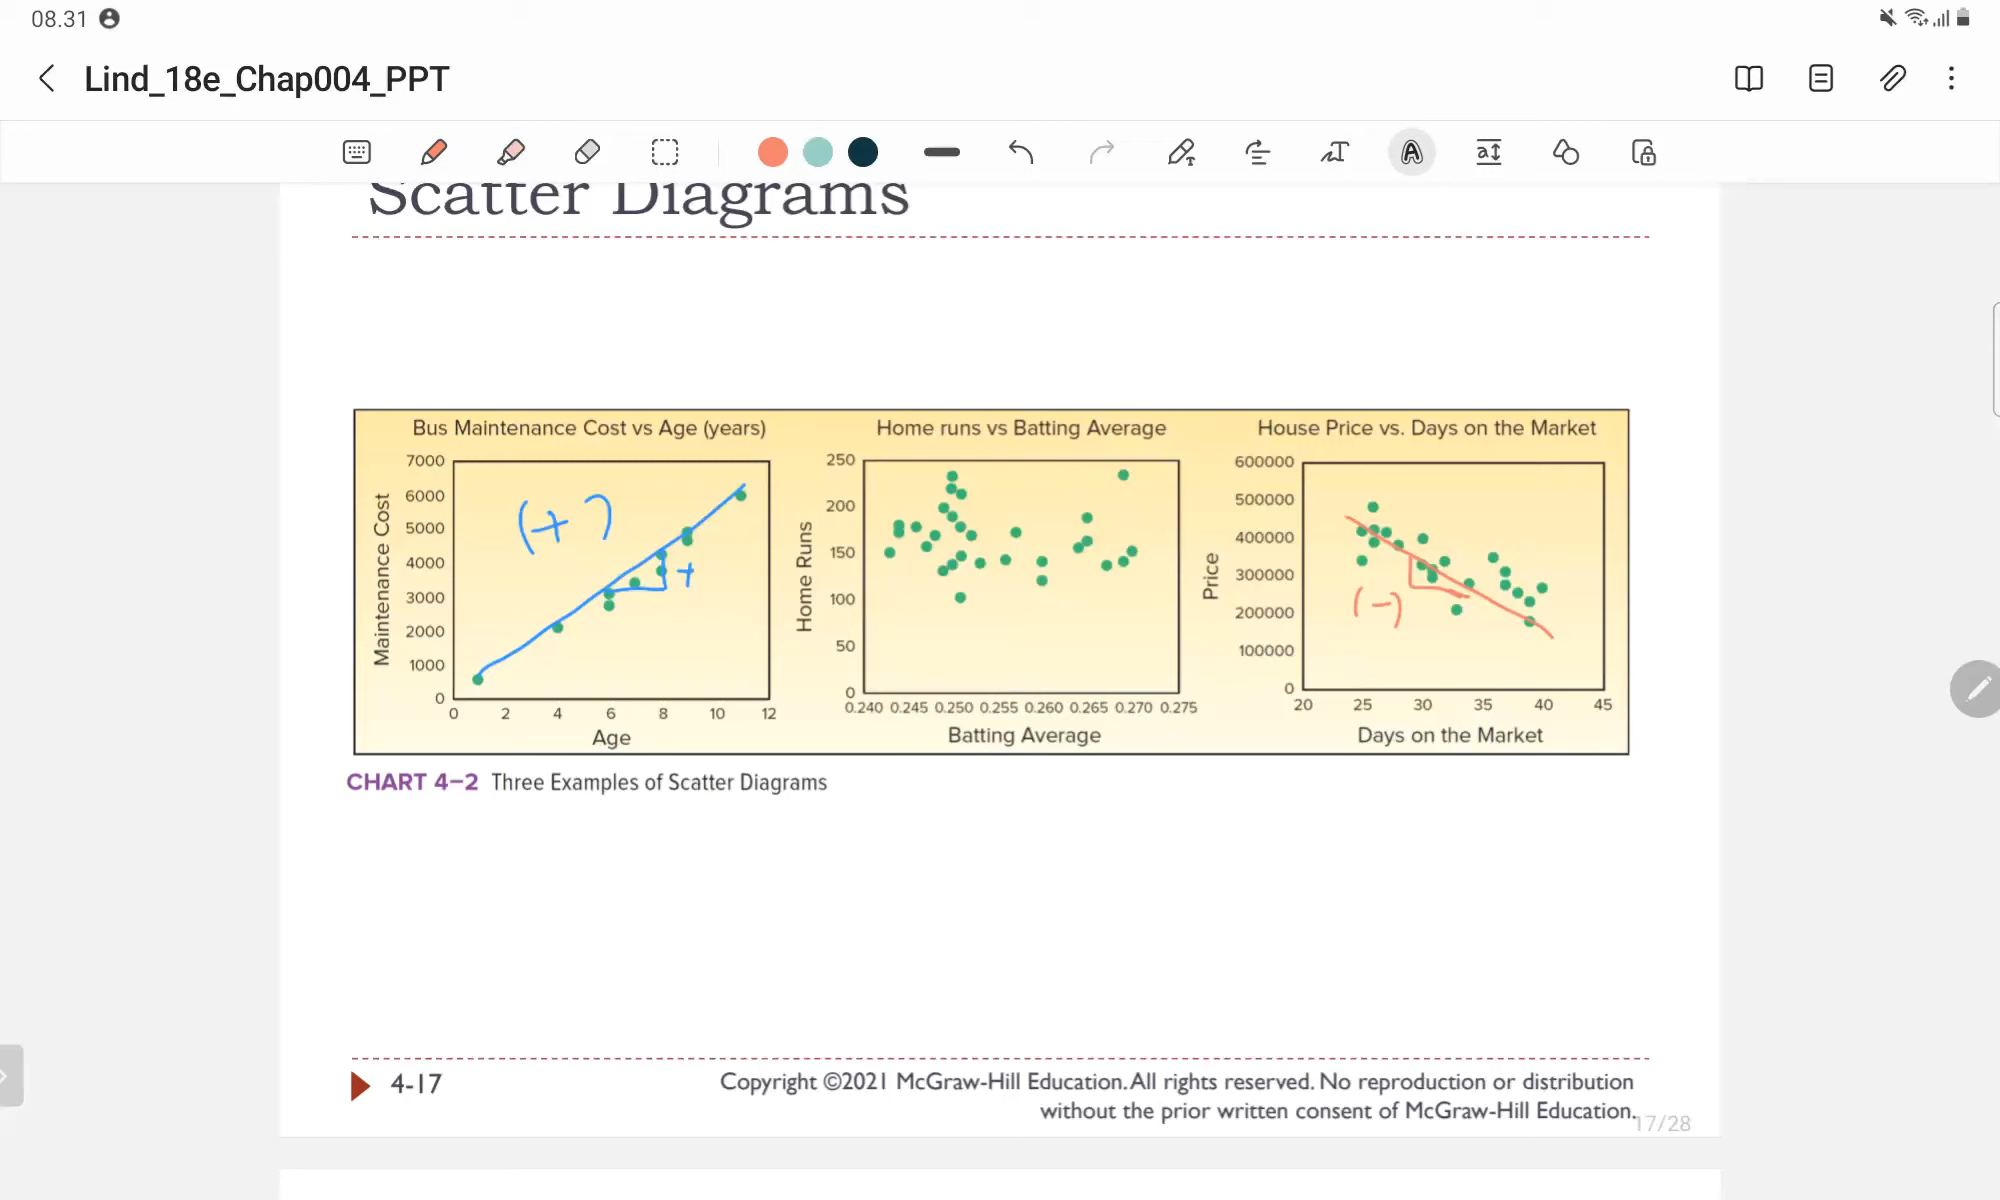 08.31
Lind_18e_Chap004_PPT
Scatter Diagrams
Bus Maintenance Cost vs Age (years)
7000
6000
5000
4000
3000
2000
1000
0
Maintenance Cost
0 2 4 6 8 10 12
Age
(+)
+
Home runs vs Batting Average
250
200
150
100
50
0
Home Runs
0.240 0.245 0.250 0.255 0.260 0.265 0.270 0.275
Batting Average
House Price vs. Days on the Market
600000
500000
400000
300000
200000
100000
0
Price
20 25 30 35 40 45
Days on the Market
(-)
CHART 4–2 Three Examples of Scatter Diagrams
4-17
Copyright ©2021 McGraw-Hill Education. All rights reserved. No reproduction or distribution
without the prior written consent of McGraw-Hill Education.
17/28